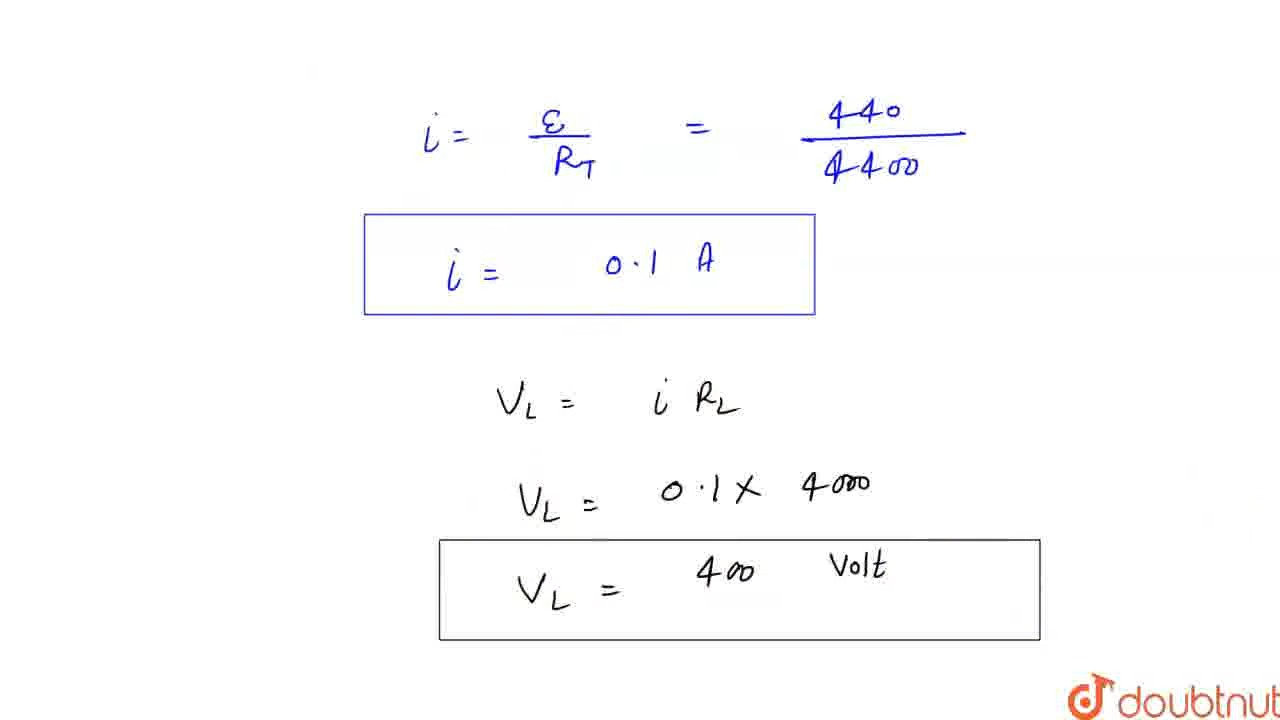 i = ε/R_T = 440/4400
i = 0.1 A
V_L = i R_L
V_L = 0.1 × 4000
V_L = 400 Volt
doubtnut